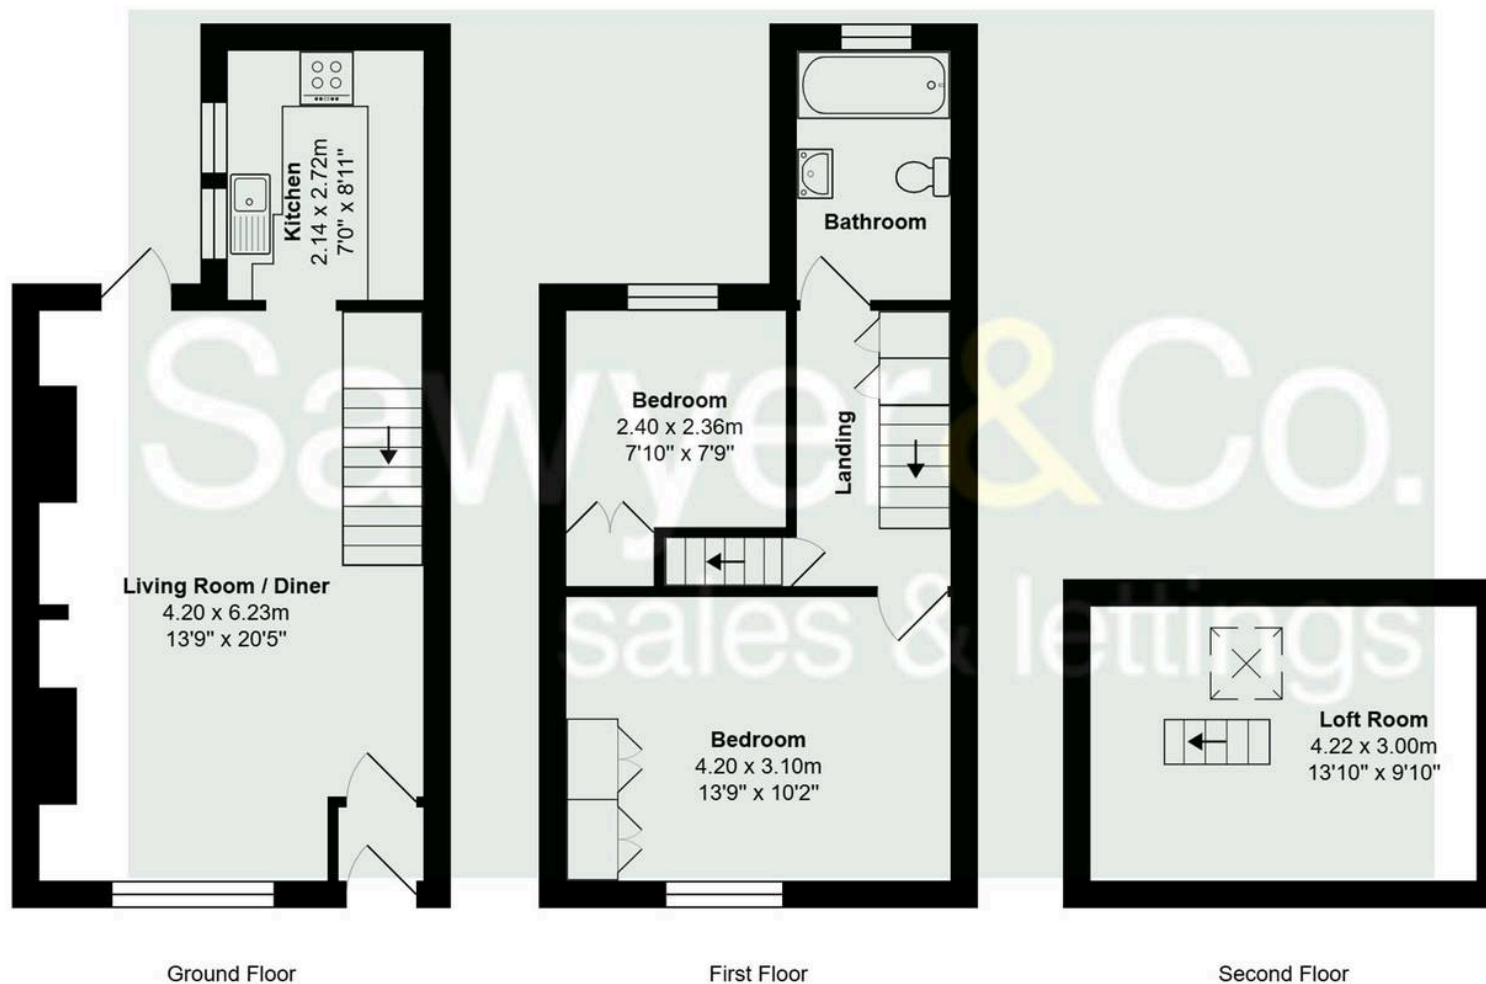 Kitchen
2.14 x 2.72m
7'0" x 8'11"
Living Room / Diner
4.20 x 6.23m
13'9" x 20'5"
Bathroom
Bedroom
2.40 x 2.36m
7'10" x 7'9"
Landing
Bedroom
4.20 x 3.10m
13'9" x 10'2"
Loft Room
4.22 x 3.00m
13'10" x 9'10"
Sawyer&Co.
sales & lettings
Ground Floor
First Floor
Second Floor